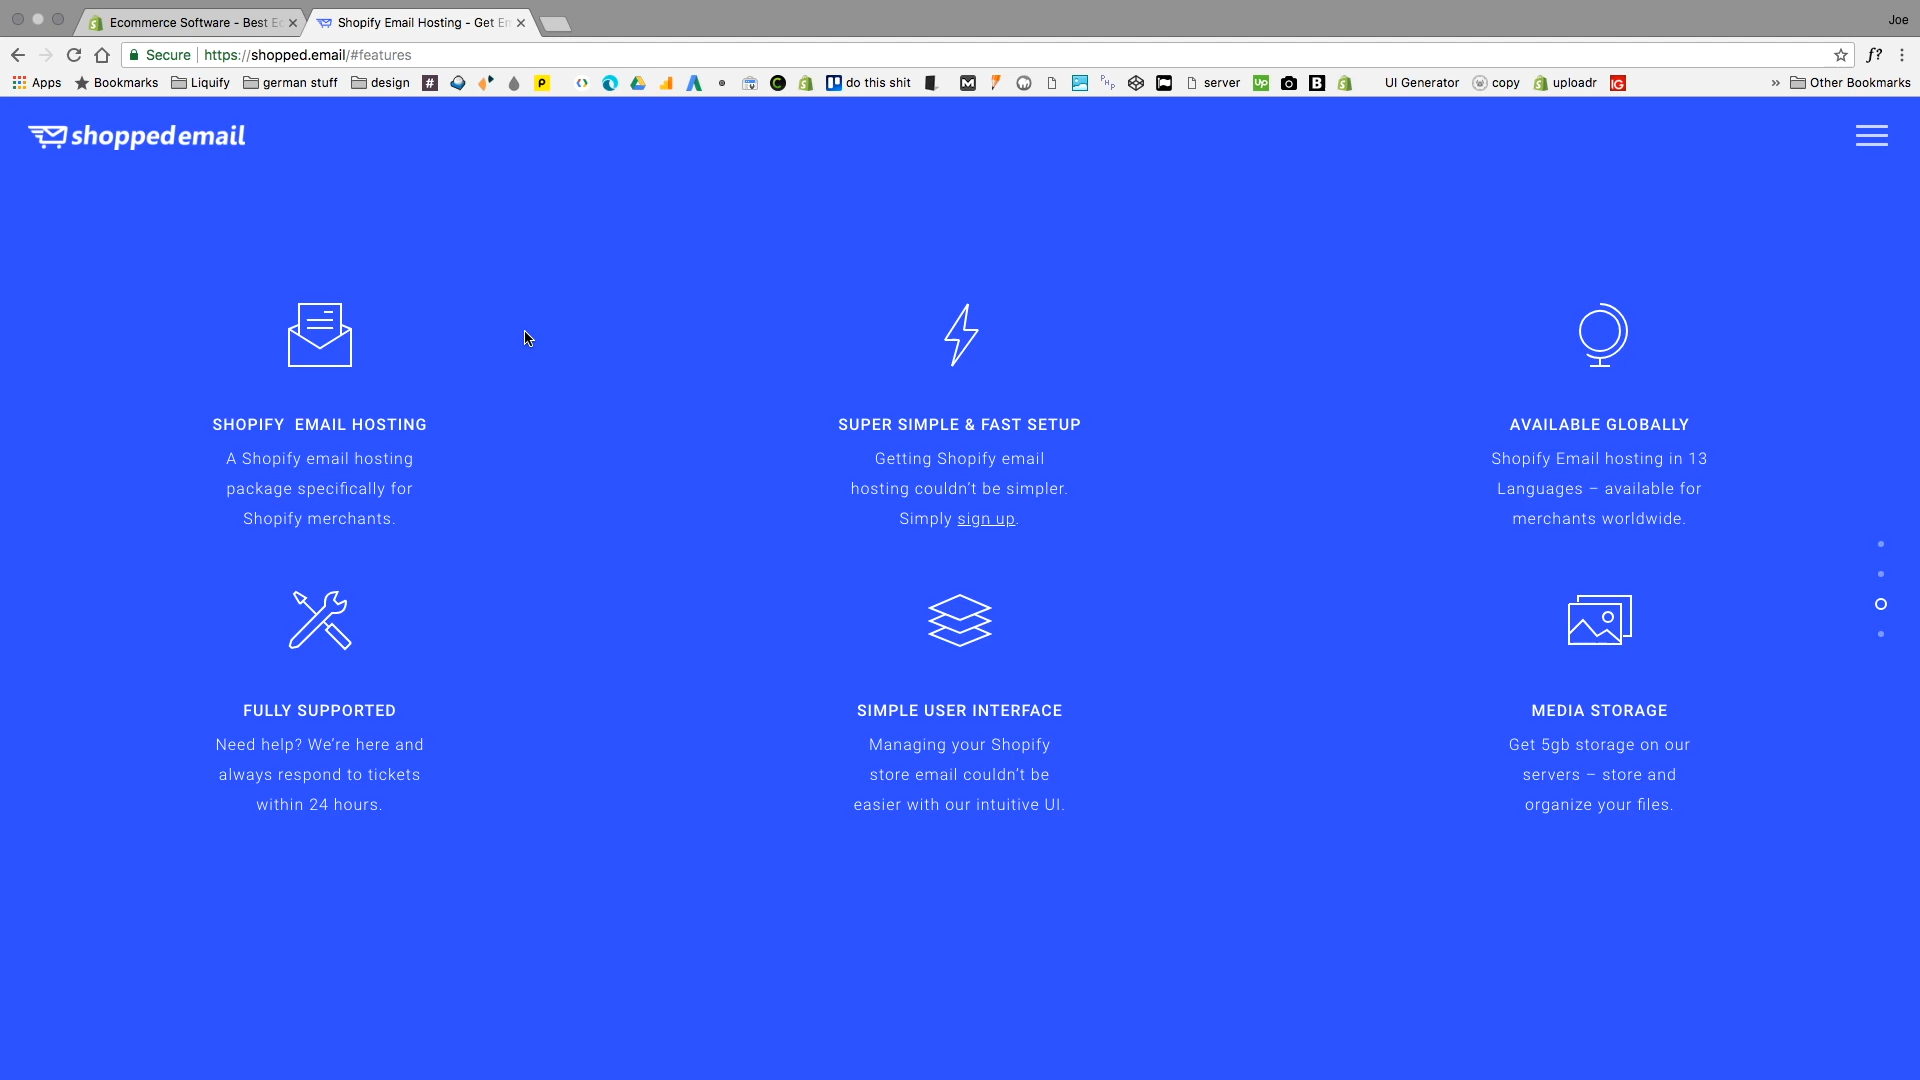 Ecommerce Software - Best E
Shopify Email Hosting - Get Em
Joe
Secure
https://shopped.email/#features
f?
Apps
Bookmarks
Liquify
german stuff
design
do this shit
server
UI Generator
copy
uploadr
Other Bookmarks
shoppedemail
SHOPIFY EMAIL HOSTING
A Shopify email hosting
package specifically for
Shopify merchants.
SUPER SIMPLE & FAST SETUP
Getting Shopify email
hosting couldn't be simpler.
Simply sign up.
AVAILABLE GLOBALLY
Shopify Email hosting in 13
Languages – available for
merchants worldwide.
FULLY SUPPORTED
Need help? We're here and
always respond to tickets
within 24 hours.
SIMPLE USER INTERFACE
Managing your Shopify
store email couldn't be
easier with our intuitive UI.
MEDIA STORAGE
Get 5gb storage on our
servers – store and
organize your files.